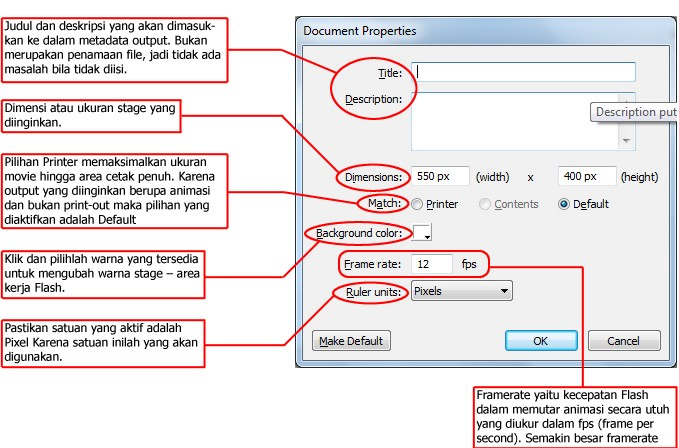 Judul dan deskripsi yang akan dimasuk-
kan ke dalam metadata output. Bukan
merupakan penamaan file, jadi tidak ada
masalah bila tidak diisi.
Dimensi atau ukuran stage yang
diinginkan.
Pilihan Printer memaksimalkan ukuran
movie hingga area cetak penuh. Karena
output yang diinginkan berupa animasi
dan bukan print-out maka pilihan yang
diaktifkan adalah Default
Klik dan pilihlah warna yang tersedia
untuk mengubah warna stage – area
kerja Flash.
Pastikan satuan yang aktif adalah
Pixel Karena satuan inilah yang akan
digunakan.
Document Properties
Title:
Description:
Description put
Dimensions: 550 px (width) x 400 px (height)
Match: Printer Contents Default
Background color:
Frame rate: 12 fps
Ruler units: Pixels
Make Default OK Cancel
Framerate yaitu kecepatan Flash
dalam memutar animasi secara utuh
yang diukur dalam fps (frame per
second). Semakin besar framerate